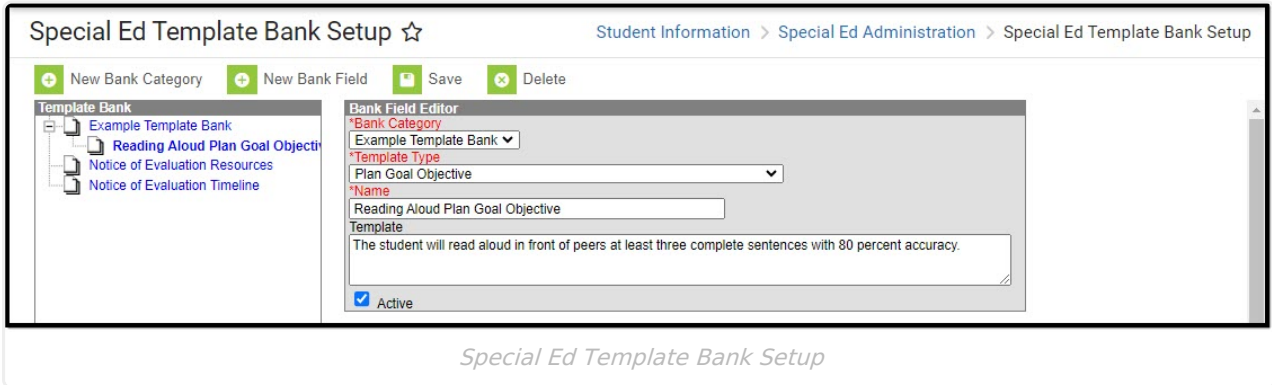 Special Ed Template Bank Setup
Student Information > Special Ed Administration > Special Ed Template Bank Setup
New Bank Category New Bank Field Save Delete
Template Bank
Example Template Bank
Reading Aloud Plan Goal Objectiv
Notice of Evaluation Resources
Notice of Evaluation Timeline
Bank Field Editor
*Bank Category
Example Template Bank
*Template Type
Plan Goal Objective
*Name
Reading Aloud Plan Goal Objective
Template
The student will read aloud in front of peers at least three complete sentences with 80 percent accuracy.
Active
Special Ed Template Bank Setup